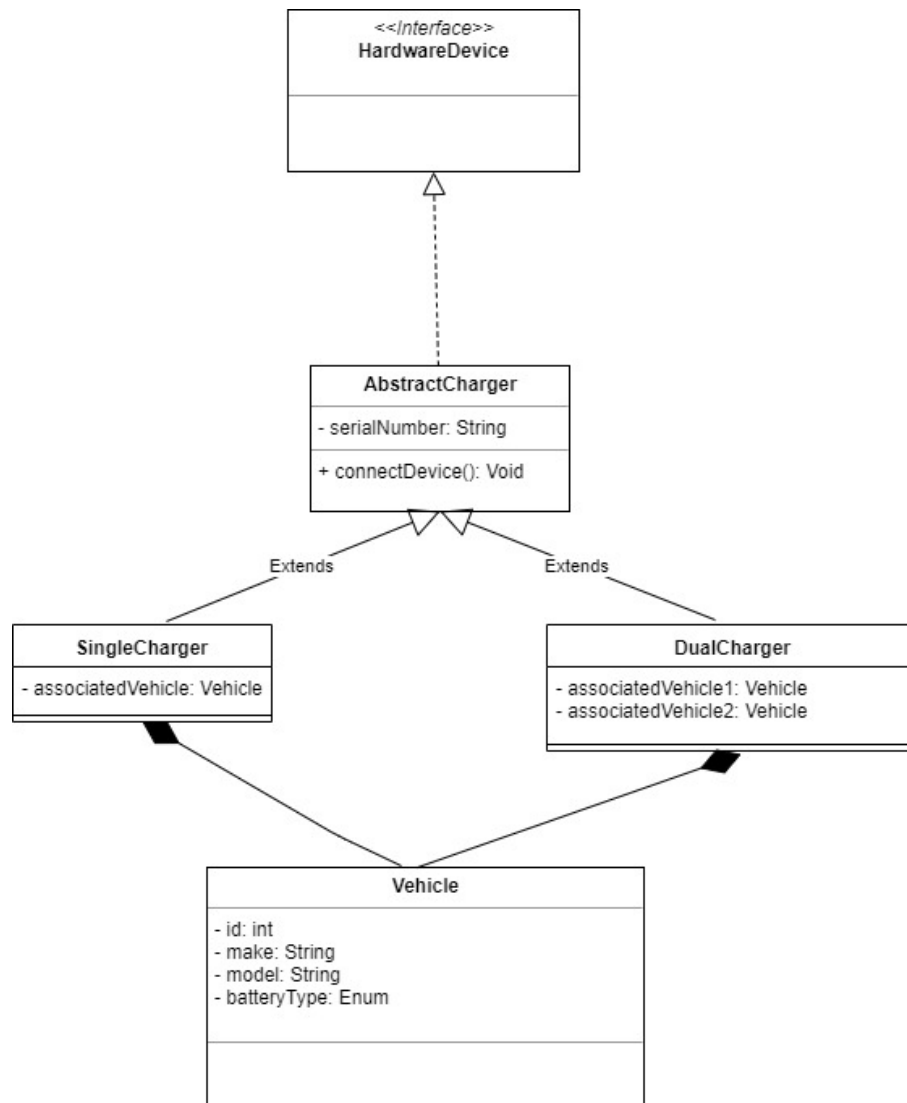 <<Interface>>
HardwareDevice
AbstractCharger
- serialNumber: String
+ connectDevice(): Void
Extends
Extends
SingleCharger
- associatedVehicle: Vehicle
DualCharger
- associatedVehicle1: Vehicle
- associatedVehicle2: Vehicle
Vehicle
- id: int
- make: String
- model: String
- batteryType: Enum